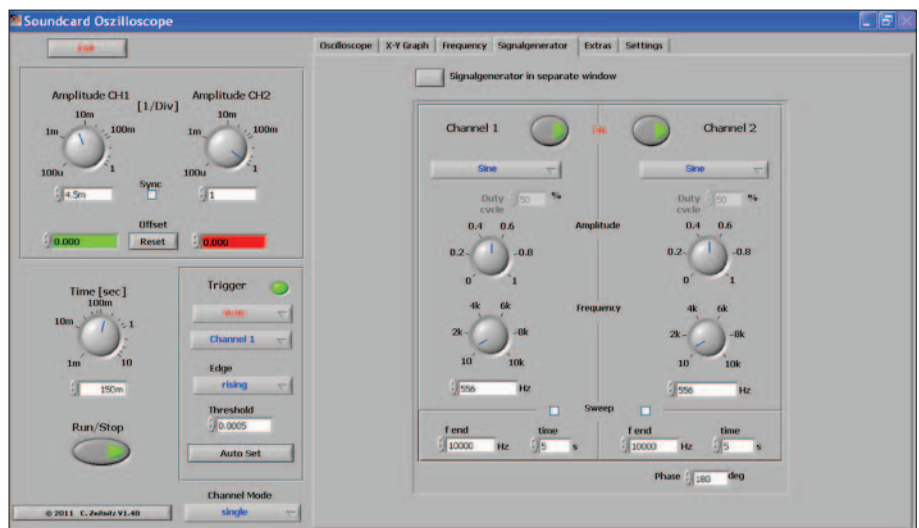 Soundcard Oszilloscope
Amplitude CH1 [1/Div] Amplitude CH2
10m 10m
1m 100m 1m 100m
100u 1 100u 1
Sync
4.5m 1
Offset
0.000 Reset 0.000
Time [sec]
100m
10m 1
1m 10
150m
Run/Stop
Trigger
Channel 1
Edge
rising
Threshold
0.0005
Auto Set
Channel Mode
single
© 2011 C. Zeitnitz V1.40
Oscilloscope X-Y Graph Frequency Signalgenerator Extras Settings
Signalgenerator in separate window
Channel 1 Channel 2
Sine Sine
Duty cycle 50 % Duty cycle 50 %
Amplitude
0.4 0.6 0.4 0.6
0.2 -0.8 0.2 -0.8
0 1 0 1
Frequency
4k 6k 4k 6k
2k -8k 2k -8k
10 10k 10 10k
556 Hz 556 Hz
Sweep
f end time f end time
10000 Hz 5 s 10000 Hz 5 s
Phase 180 deg